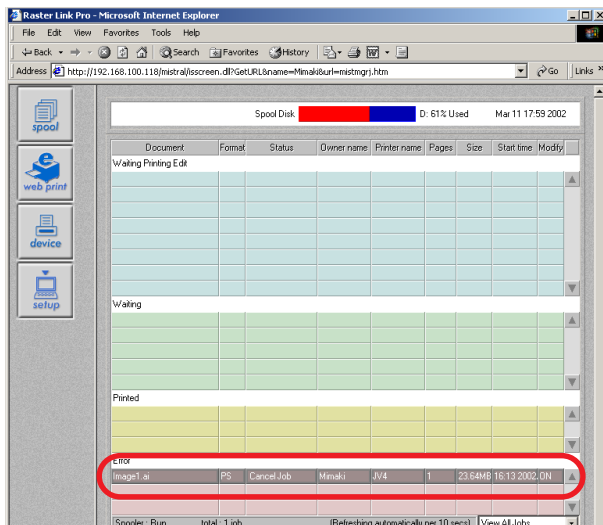 Raster Link Pro - Microsoft Internet Explorer
File Edit View Favorites Tools Help
Back Search Favorites History
Address http://192.168.100.118/mistral/isscreen.dll?GetURL&name=Mimaki&url=mistmgrj.htm Go Links »
spool
web print
device
setup
Spool Disk D: 61% Used Mar 11 17:59 2002
Document Format Status Owner name Printer name Pages Size Start time Modify
Waiting Printing Edit
Waiting
Printed
Error
Image1.ai PS Cancel Job Mimaki JV4 1 23.64MB 16:13 2002. ON
Spooler : Run total : 1 job (Refreshing automatically per 10 secs) View All Jobs